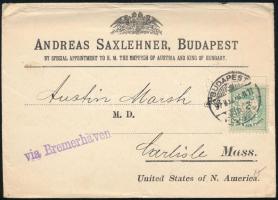 ANDREAS SAXLEHNER, BUDAPEST
BY SPECIAL APPOINTMENT TO H. M. THE EMPEROR OF AUSTRIA AND KING OF HUNGARY.
BUDAPEST
Austin Marsh
M. D.
via Bremerhaven
Carlisle Mass.
United States of N. America.